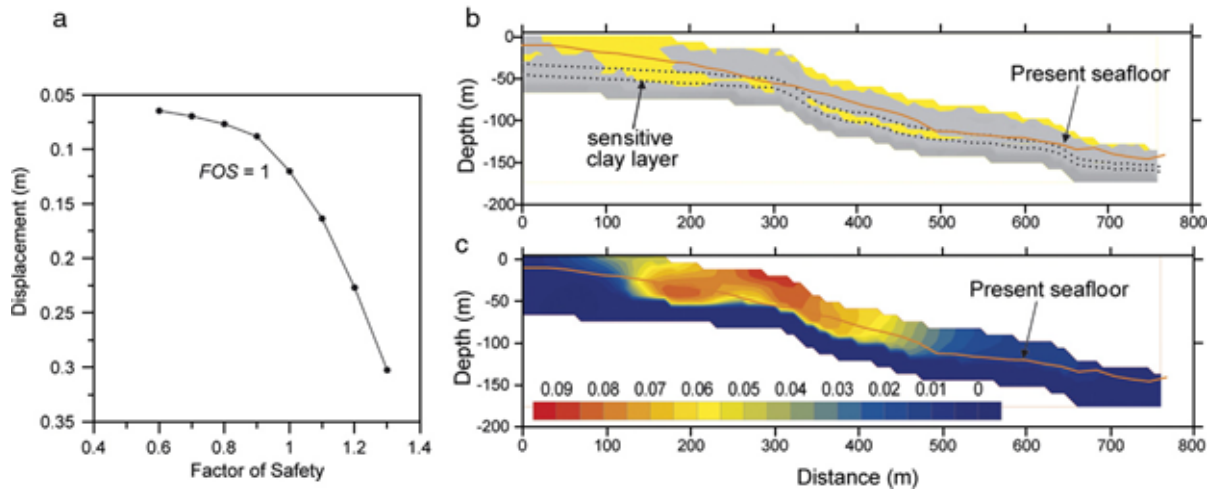 a
0.05
0.1
0.15
0.2
0.25
0.3
0.35
Displacement (m)
FOS = 1
0.4 0.6 0.8 1 1.2 1.4
Factor of Safety
b
0
-50
-100
-150
-200
Depth (m)
sensitive
clay layer
Present seafloor
0 100 200 300 400 500 600 700 800
c
0
-50
-100
-150
-200
Depth (m)
Present seafloor
0.09 0.08 0.07 0.06 0.05 0.04 0.03 0.02 0.01 0
0 100 200 300 400 500 600 700 800
Distance (m)